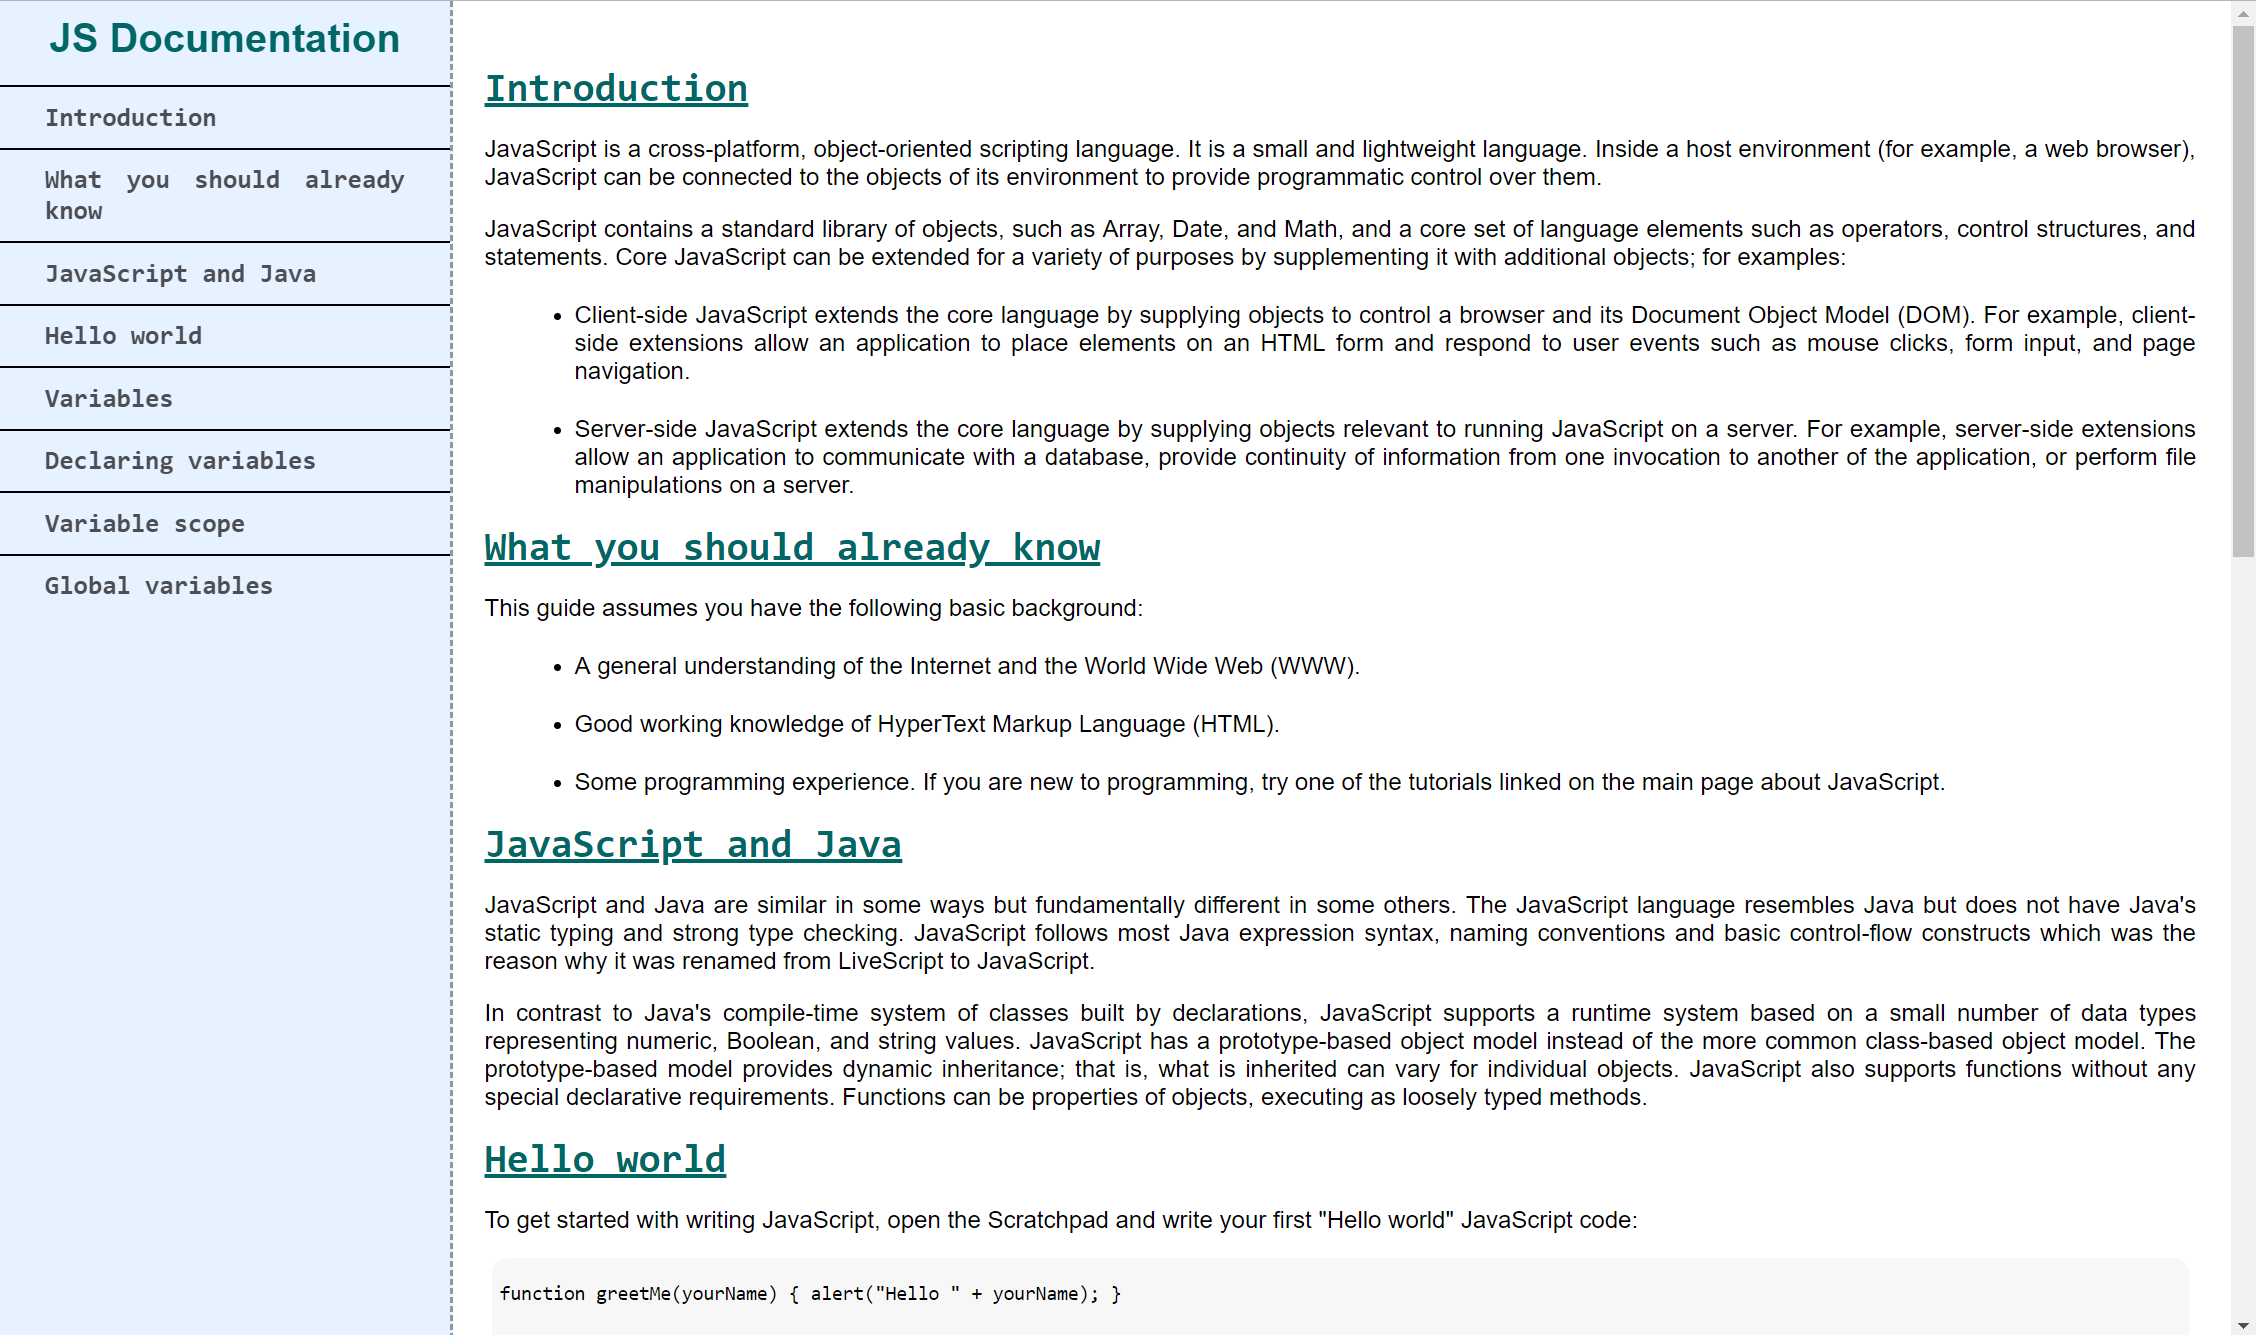 JS Documentation
Introduction
What you should already
know
JavaScript and Java
Hello world
Variables
Declaring variables
Variable scope
Global variables
Introduction
JavaScript is a cross-platform, object-oriented scripting language. It is a small and lightweight language. Inside a host environment (for example, a web browser),
JavaScript can be connected to the objects of its environment to provide programmatic control over them.
JavaScript contains a standard library of objects, such as Array, Date, and Math, and a core set of language elements such as operators, control structures, and
statements. Core JavaScript can be extended for a variety of purposes by supplementing it with additional objects; for examples:
• Client-side JavaScript extends the core language by supplying objects to control a browser and its Document Object Model (DOM). For example, client-
side extensions allow an application to place elements on an HTML form and respond to user events such as mouse clicks, form input, and page
navigation.
• Server-side JavaScript extends the core language by supplying objects relevant to running JavaScript on a server. For example, server-side extensions
allow an application to communicate with a database, provide continuity of information from one invocation to another of the application, or perform file
manipulations on a server.
What you should already know
This guide assumes you have the following basic background:
• A general understanding of the Internet and the World Wide Web (WWW).
• Good working knowledge of HyperText Markup Language (HTML).
• Some programming experience. If you are new to programming, try one of the tutorials linked on the main page about JavaScript.
JavaScript and Java
JavaScript and Java are similar in some ways but fundamentally different in some others. The JavaScript language resembles Java but does not have Java's
static typing and strong type checking. JavaScript follows most Java expression syntax, naming conventions and basic control-flow constructs which was the
reason why it was renamed from LiveScript to JavaScript.
In contrast to Java's compile-time system of classes built by declarations, JavaScript supports a runtime system based on a small number of data types
representing numeric, Boolean, and string values. JavaScript has a prototype-based object model instead of the more common class-based object model. The
prototype-based model provides dynamic inheritance; that is, what is inherited can vary for individual objects. JavaScript also supports functions without any
special declarative requirements. Functions can be properties of objects, executing as loosely typed methods.
Hello world
To get started with writing JavaScript, open the Scratchpad and write your first "Hello world" JavaScript code:
function greetMe(yourName) { alert("Hello " + yourName); }